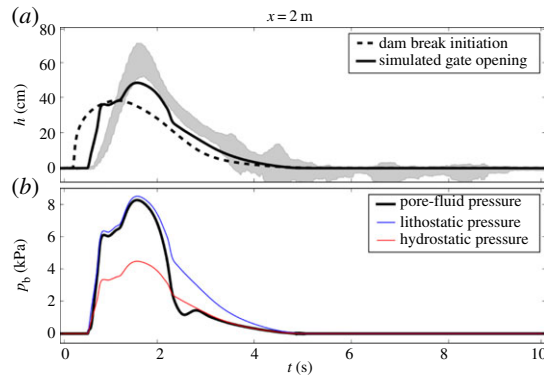 (a)
x = 2 m
80
60
40
20
0
h (cm)
dam break initiation
simulated gate opening
(b)
8
6
4
2
0
p_b (kPa)
pore-fluid pressure
lithostatic pressure
hydrostatic pressure
0 2 4 6 8 10
t (s)